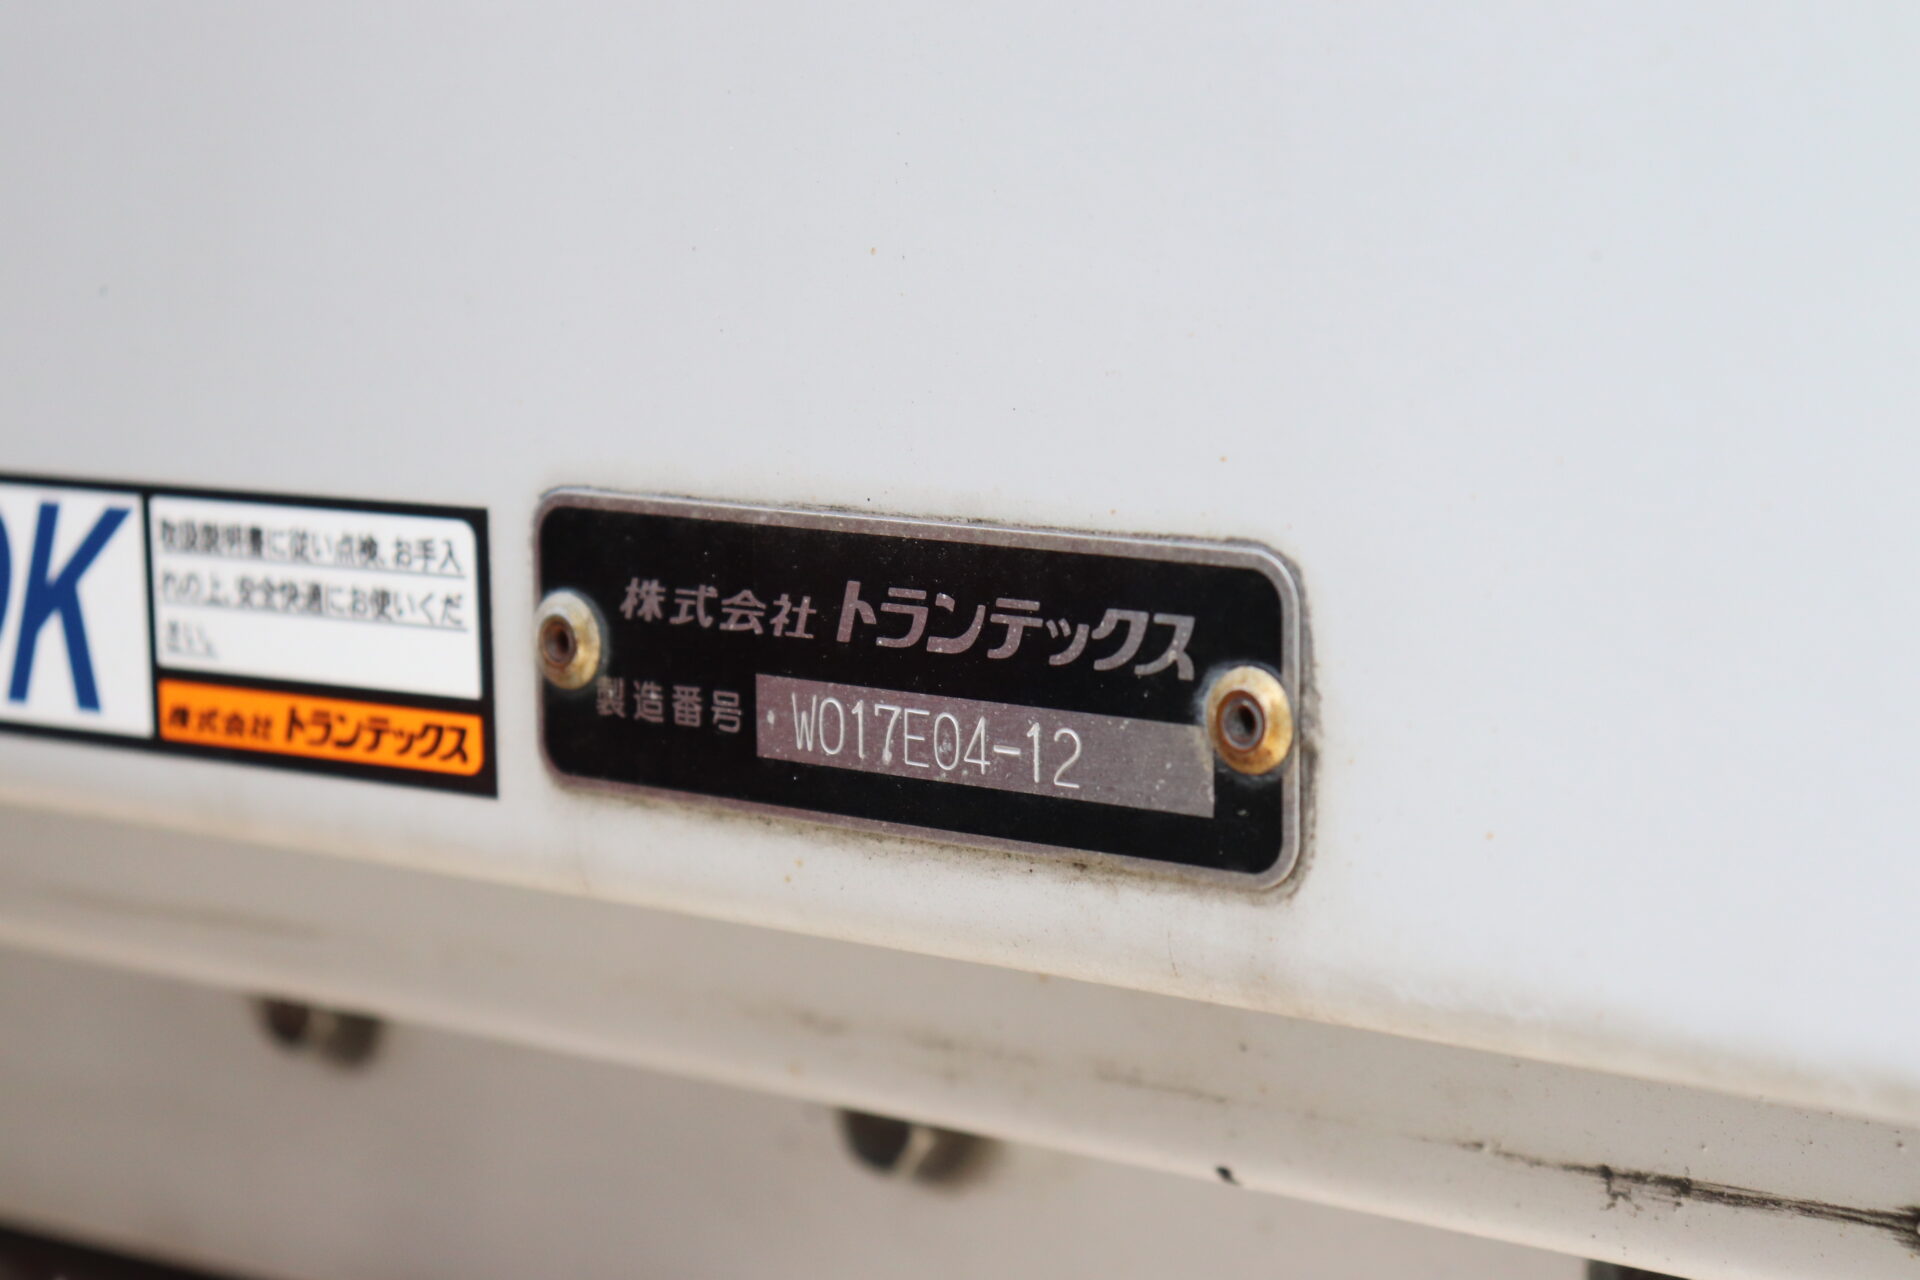 OK
取扱説明書に従い点検、お手入
れの上、安全快適にお使いくだ
さい。
株式会社 トランテックス
株式会社 トランテックス
製造番号 W017E04-12